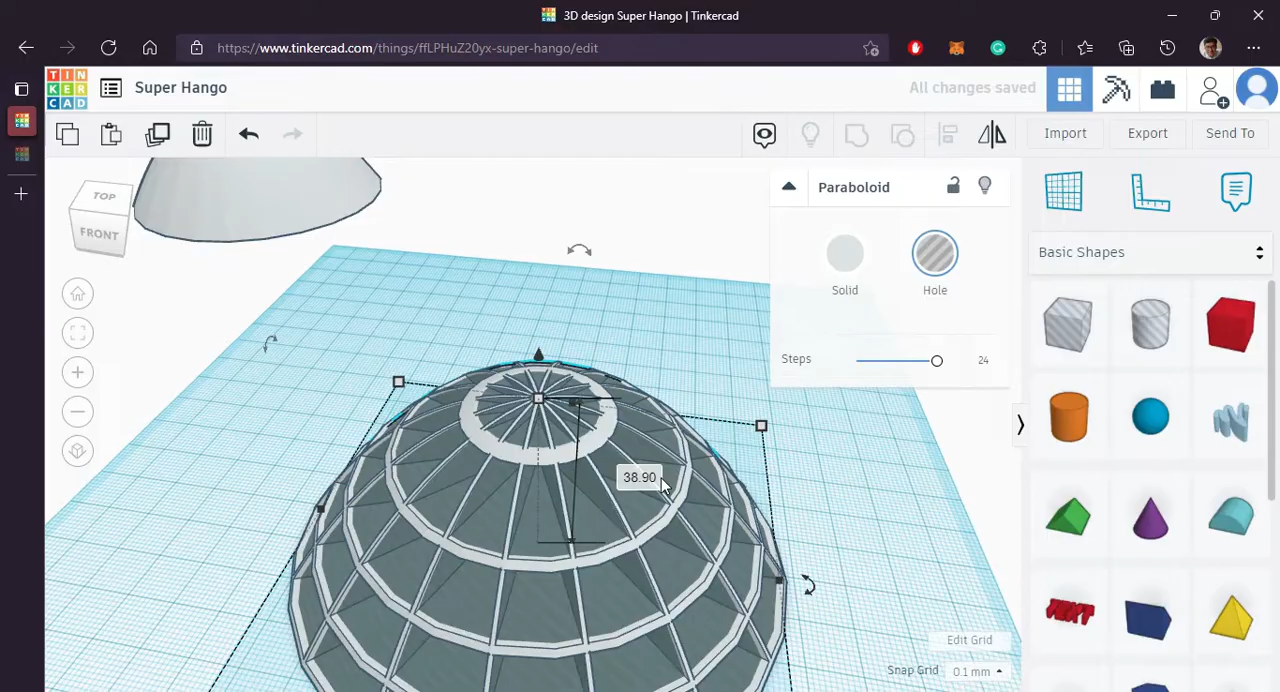 3D design Super Hango | Tinkercad
https://www.tinkercad.com/things/ffLPHuZ20yx-super-hango/edit
TIN
KER
CAD
Super Hango
All changes saved
Import
Export
Send To
TOP
FRONT
Paraboloid
Solid
Hole
Steps
24
Basic Shapes
38.90
TEXT
Edit Grid
Snap Grid
0.1 mm